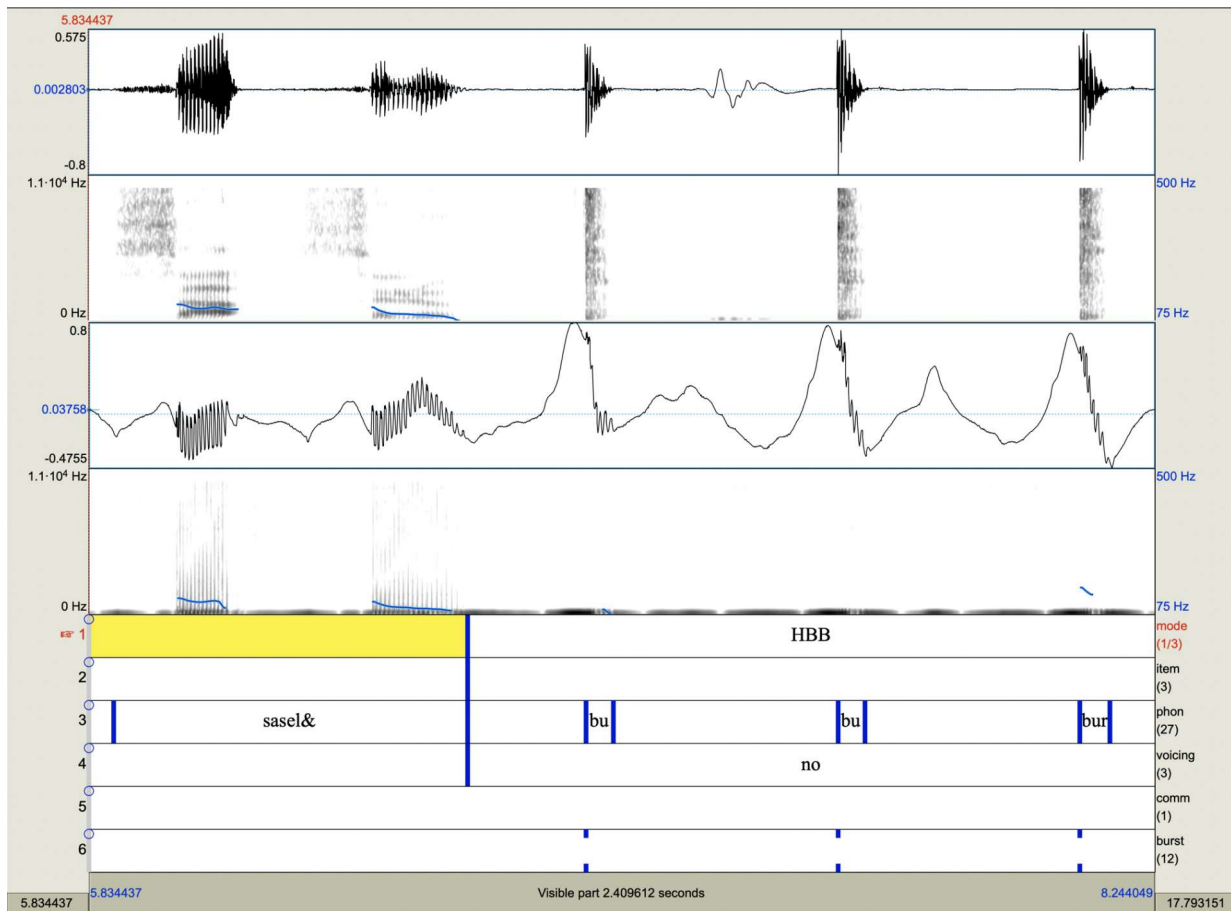 5.834437
0.575
0.002803
-0.8
1.1·10⁴ Hz
500 Hz
0 Hz
75 Hz
0.8
0.03758
-0.4755
1.1·10⁴ Hz
500 Hz
0 Hz
75 Hz
1 HBB mode
(1/3)
2 item
(3)
3 sasel& bu bu bur phon
(27)
4 no voicing
(3)
5 comm
(1)
6 burst
(12)
5.834437 5.834437 Visible part 2.409612 seconds 8.244049 17.793151